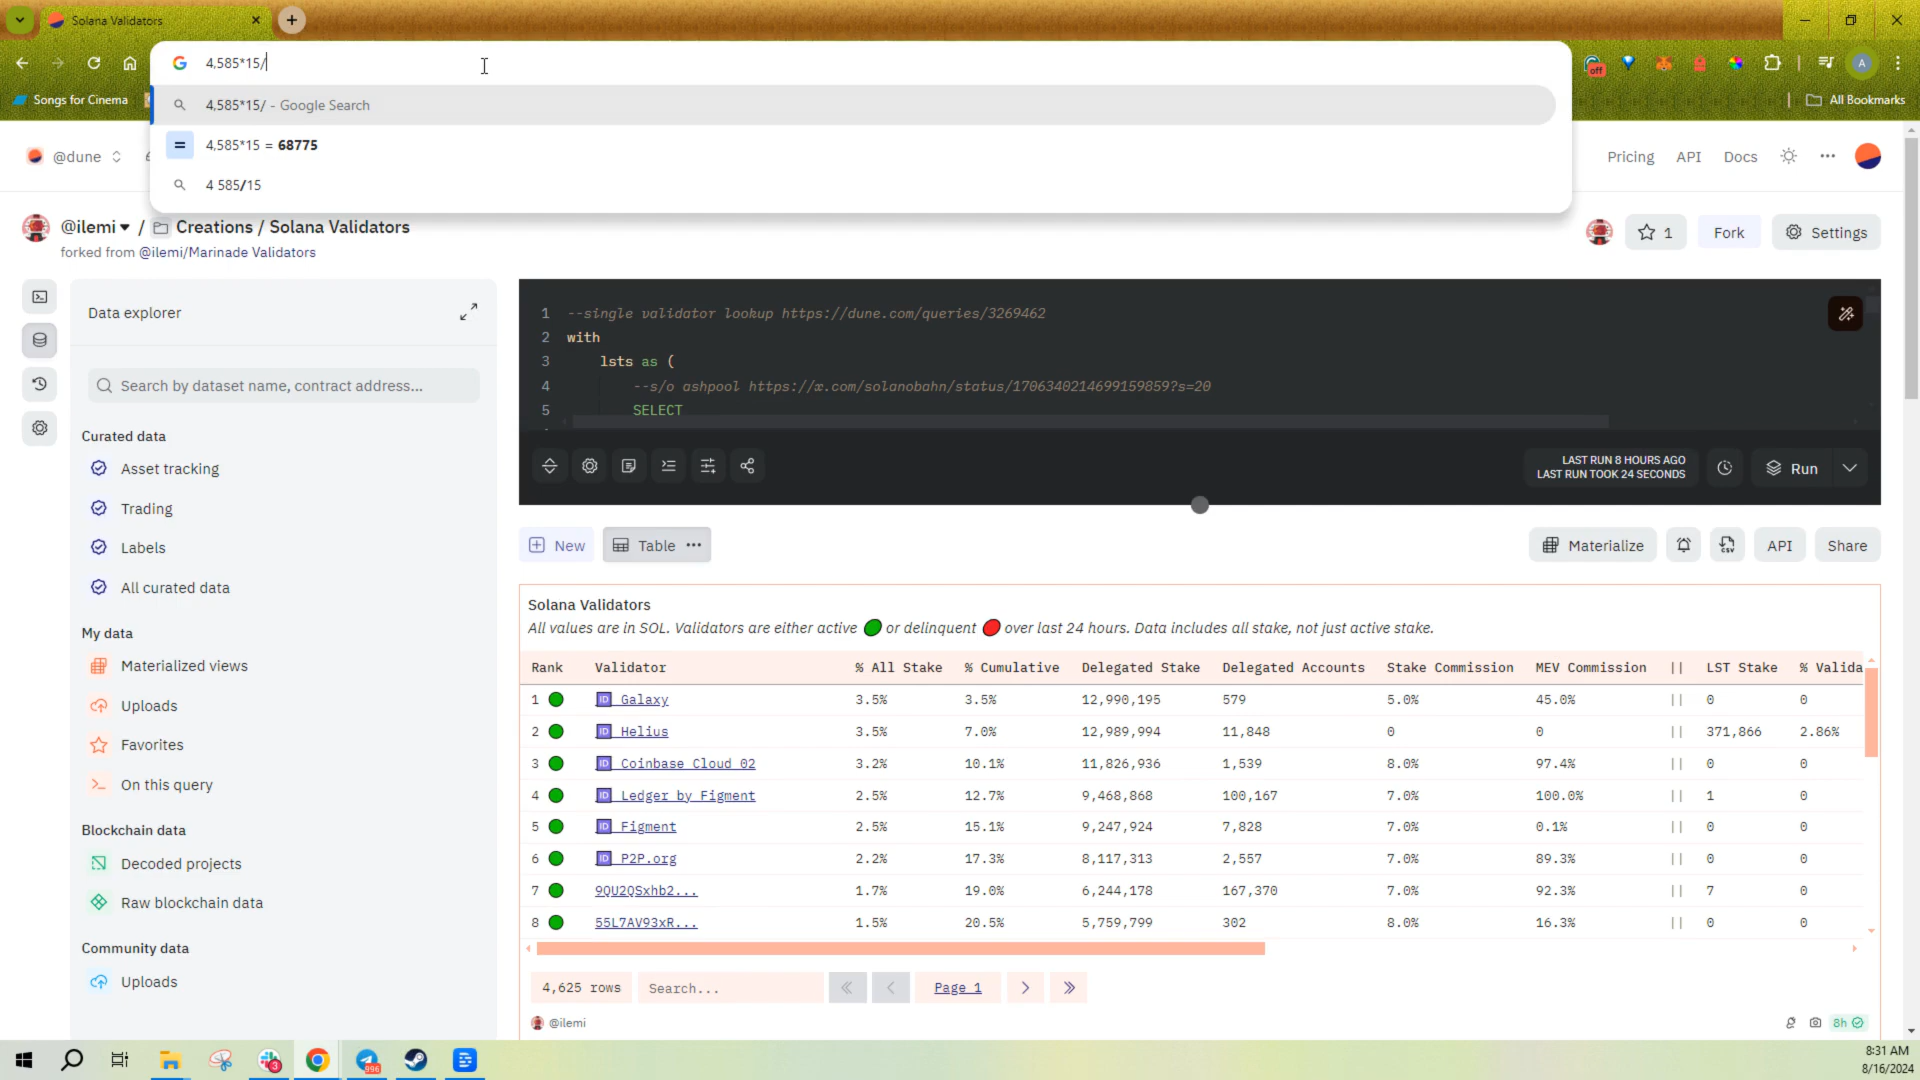 Solana Validators
4,585*15/
4,585*15/ - Google Search
4,585*15 = 68775
4 585/15
Songs for Cinema
All Bookmarks
@dune
Pricing
API
Docs
@ilemi / Creations / Solana Validators
forked from @ilemi/Marinade Validators
1
Fork
Settings
Data explorer
Search by dataset name, contract address...
Curated data
Asset tracking
Trading
Labels
All curated data
My data
Materialized views
Uploads
Favorites
On this query
Blockchain data
Decoded projects
Raw blockchain data
Community data
Uploads
1 --single validator lookup https://dune.com/queries/3269462
2 with
3 lsts as (
4 --s/o ashpool https://x.com/solanobahn/status/1706340214699159859?s=20
5 SELECT
LAST RUN 8 HOURS AGO
LAST RUN TOOK 24 SECONDS
Run
New
Table
Materialize
CSV
API
Share
Solana Validators
All values are in SOL. Validators are either active or delinquent over last 24 hours. Data includes all stake, not just active stake.
Rank Validator % All Stake % Cumulative Delegated Stake Delegated Accounts Stake Commission MEV Commission || LST Stake % Valida
1 ID Galaxy 3.5% 3.5% 12,990,195 579 5.0% 45.0% || 0 0
2 ID Helius 3.5% 7.0% 12,989,994 11,848 0 0 || 371,866 2.86%
3 ID Coinbase Cloud 02 3.2% 10.1% 11,826,936 1,539 8.0% 97.4% || 0 0
4 ID Ledger by Figment 2.5% 12.7% 9,468,868 100,167 7.0% 100.0% || 1 0
5 ID Figment 2.5% 15.1% 9,247,924 7,828 7.0% 0.1% || 0 0
6 ID P2P.org 2.2% 17.3% 8,117,313 2,557 7.0% 89.3% || 0 0
7 9QU2QSxhb2... 1.7% 19.0% 6,244,178 167,370 7.0% 92.3% || 7 0
8 55L7AV93xR... 1.5% 20.5% 5,759,799 302 8.0% 16.3% || 0 0
4,625 rows
Search...
Page 1
@ilemi
8h
off
A
3
996
8:31 AM
8/16/2024